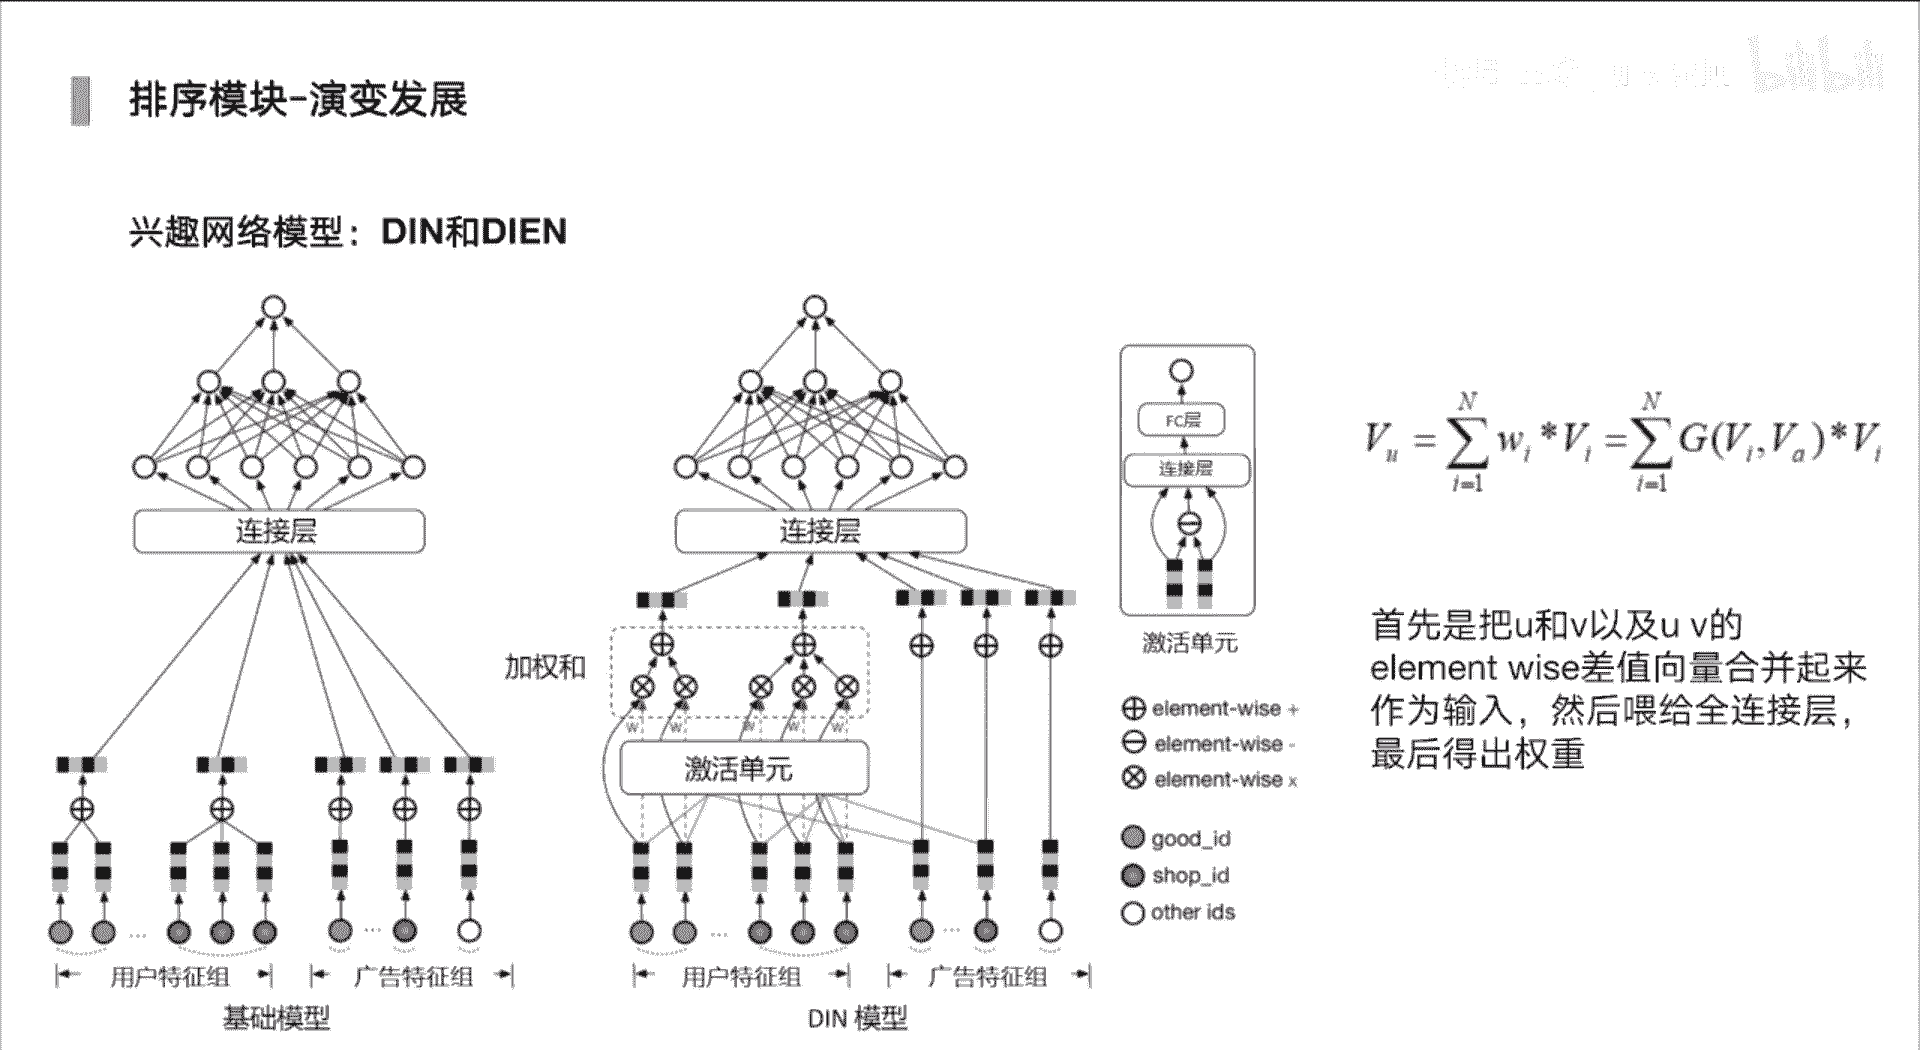 排序模块-演变发展
bilibili
兴趣网络模型：DIN和DIEN
连接层
用户特征组
广告特征组
基础模型
连接层
加权和
w w w w w
激活单元
用户特征组
广告特征组
DIN 模型
FC层
连接层
激活单元
element-wise +
element-wise -
element-wise x
good_id
shop_id
other ids
V_u = \sum_{i=1}^{N} w_i * V_i = \sum_{i=1}^{N} G(V_i, V_a) * V_i
首先是把u和v以及u v的
element wise差值向量合并起来
作为输入，然后喂给全连接层，
最后得出权重